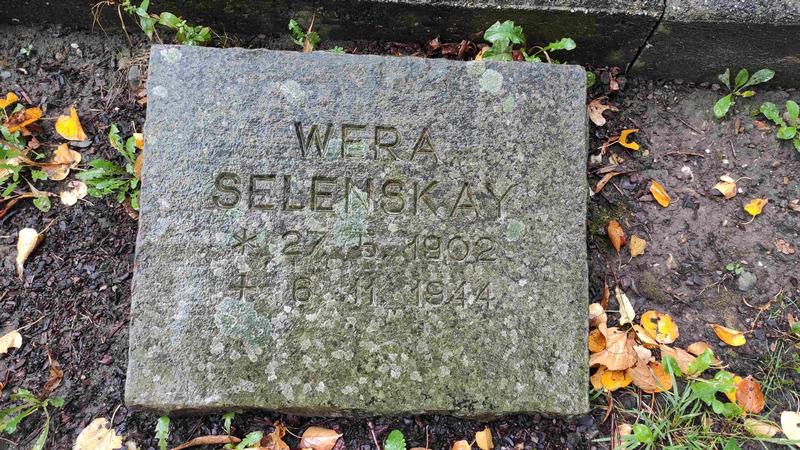 WERA
SELENSKAY
* 27. 5. 1902
† 6. 11. 1944